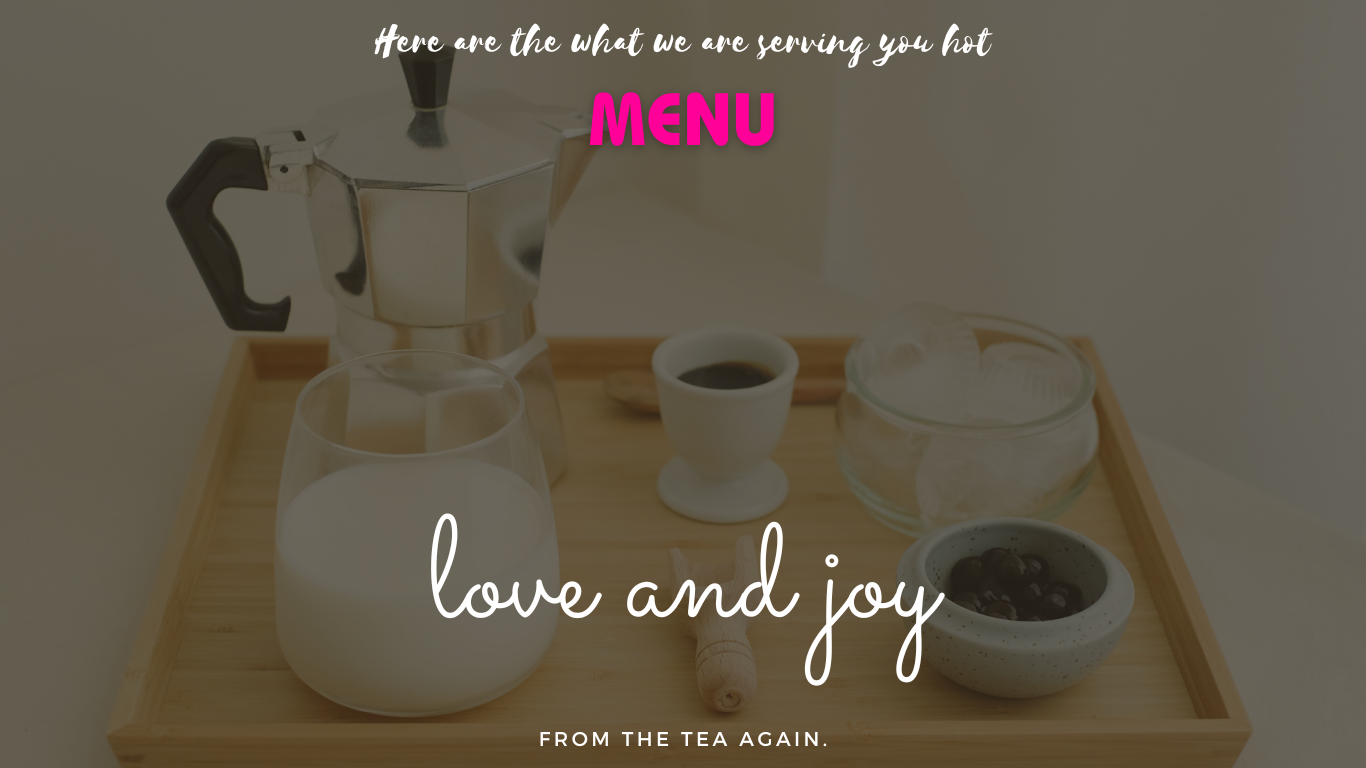 Here are the what we are serving you hot
MENU
love and joy
FROM THE TEA AGAIN.